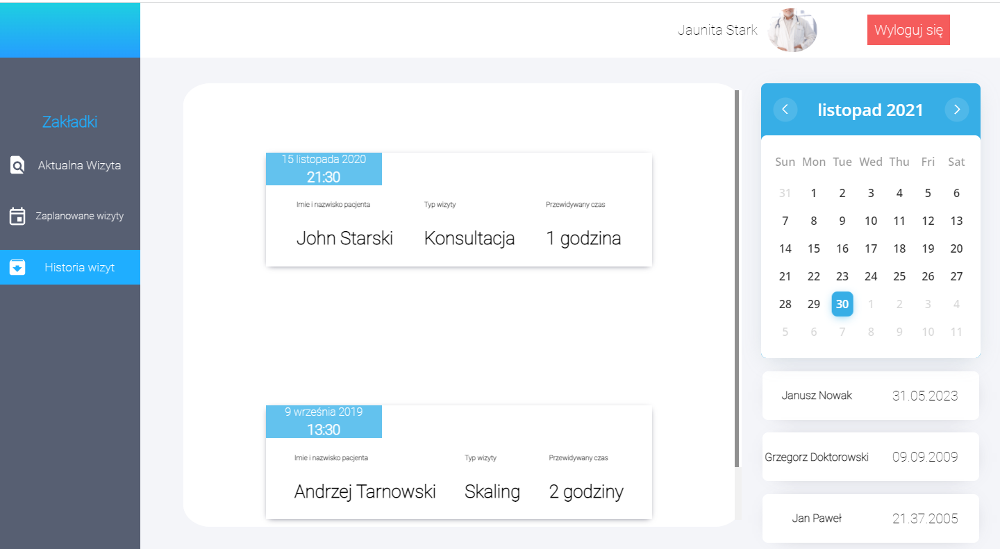 Jaunita Stark
Wyloguj się
Zakładki
Aktualna Wizyta
Zaplanowane wizyty
Historia wizyt
15 listopada 2020
21:30
Imie i nazwisko pacjenta Typ wizyty Przewidywany czas
John Starski Konsultacja 1 godzina
9 września 2019
13:30
Imie i nazwisko pacjenta Typ wizyty Przewidywany czas
Andrzej Tarnowski Skaling 2 godziny
listopad 2021
Sun Mon Tue Wed Thu Fri Sat
31 1 2 3 4 5 6
7 8 9 10 11 12 13
14 15 16 17 18 19 20
21 22 23 24 25 26 27
28 29 30 1 2 3 4
5 6 7 8 9 10 11
Janusz Nowak 31.05.2023
Grzegorz Doktorowski 09.09.2009
Jan Paweł 21.37.2005